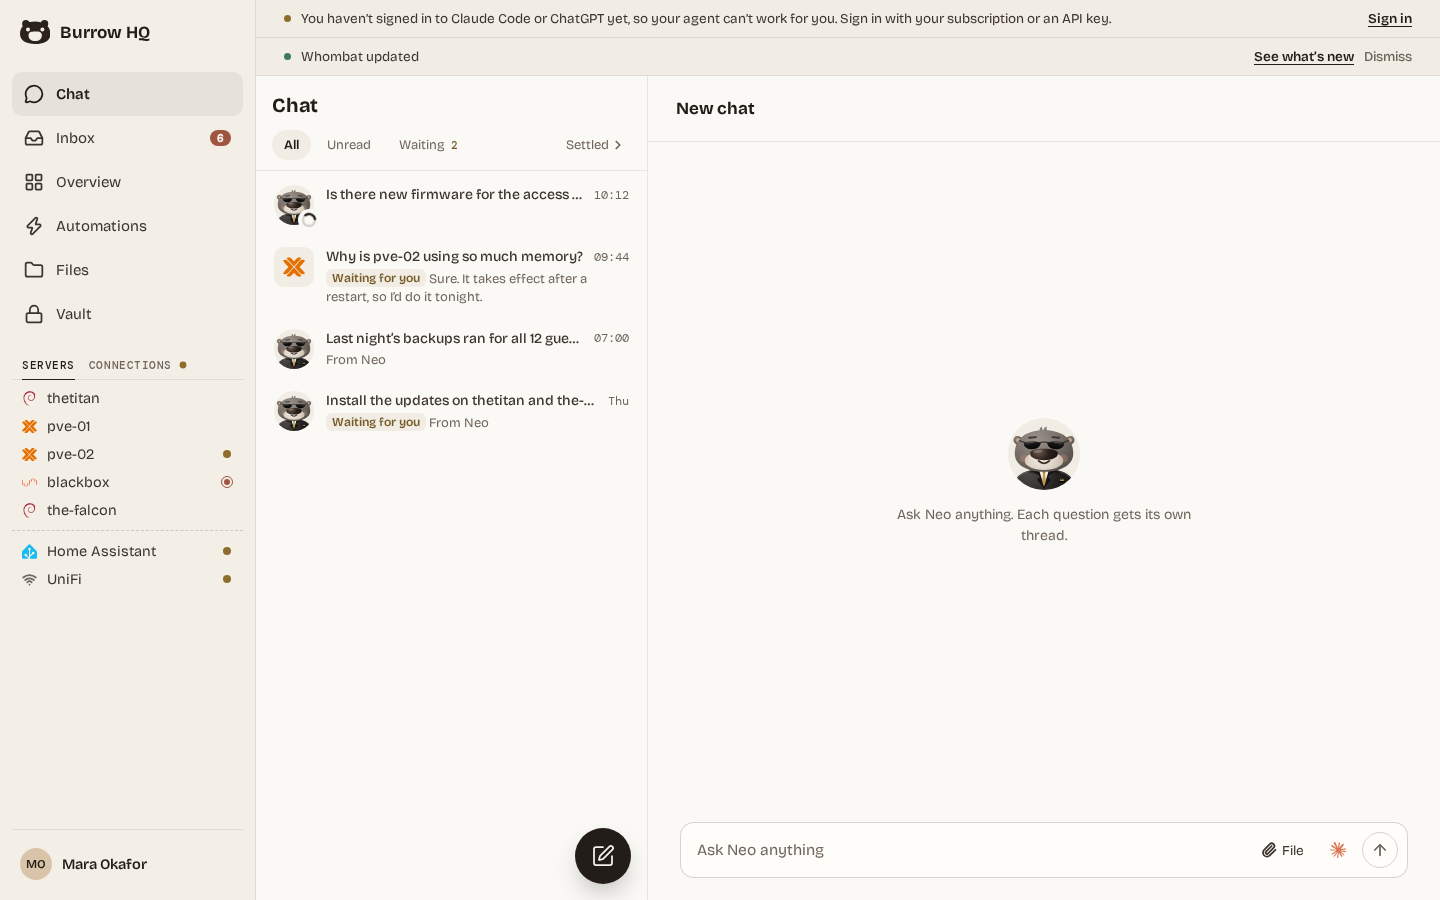 Burrow HQ
Chat
Inbox
6
Overview
Automations
Files
Vault
SERVERS
CONNECTIONS
thetitan
pve-01
pve-02
blackbox
the-falcon
Home Assistant
UniFi
MO
Mara Okafor
You haven't signed in to Claude Code or ChatGPT yet, so your agent can't work for you. Sign in with your subscription or an API key.
Sign in
Whombat updated
See what's new
Dismiss
Chat
All
Unread
Waiting 2
Settled
Is there new firmware for the access ...
10:12
Why is pve-02 using so much memory?
09:44
Waiting for you Sure. It takes effect after a
restart, so I'd do it tonight.
Last night's backups ran for all 12 gue...
07:00
From Neo
Install the updates on thetitan and the-...
Thu
Waiting for you From Neo
New chat
Ask Neo anything. Each question gets its own
thread.
Ask Neo anything
File